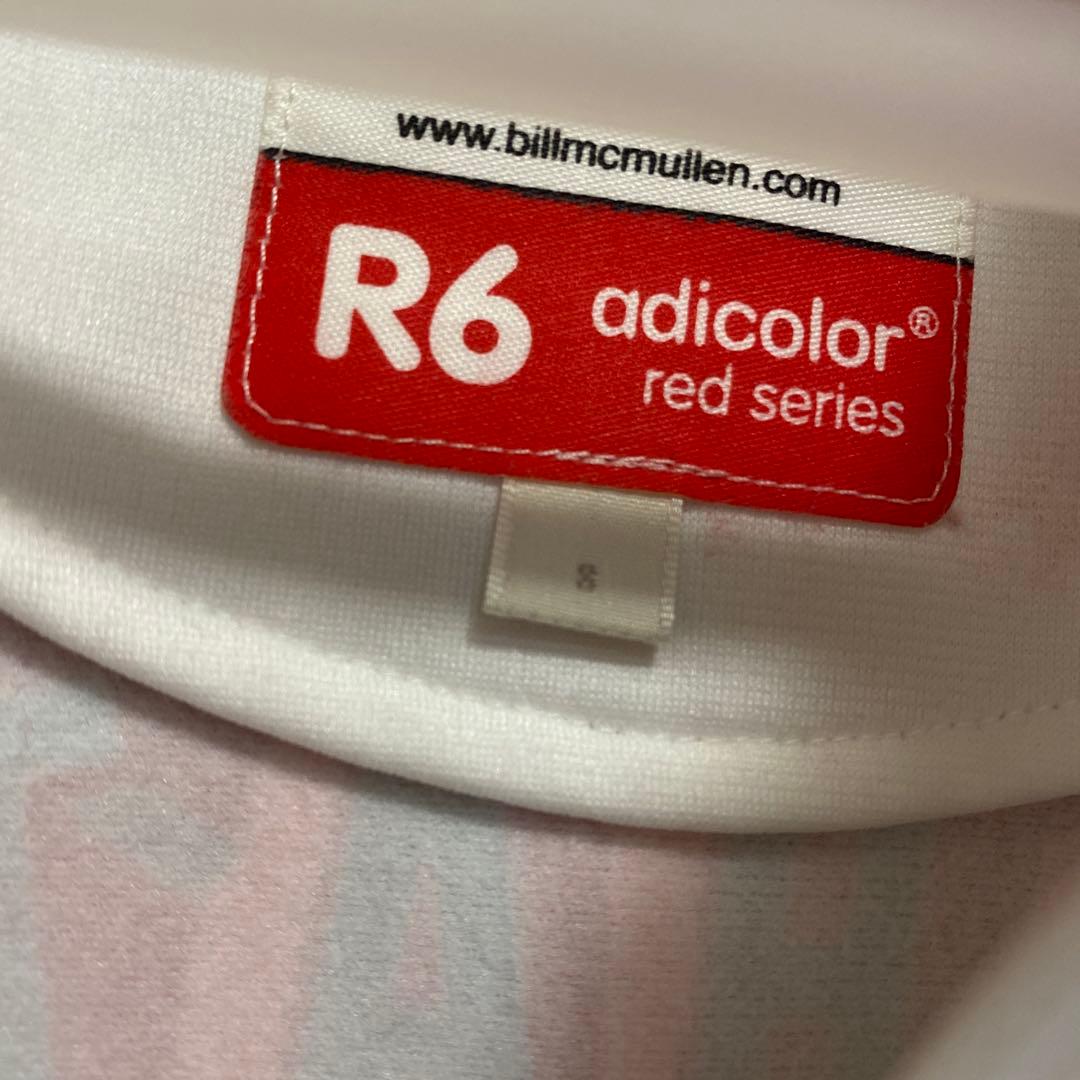 www.billmcmullen.com
R6 adicolor®
red series
S